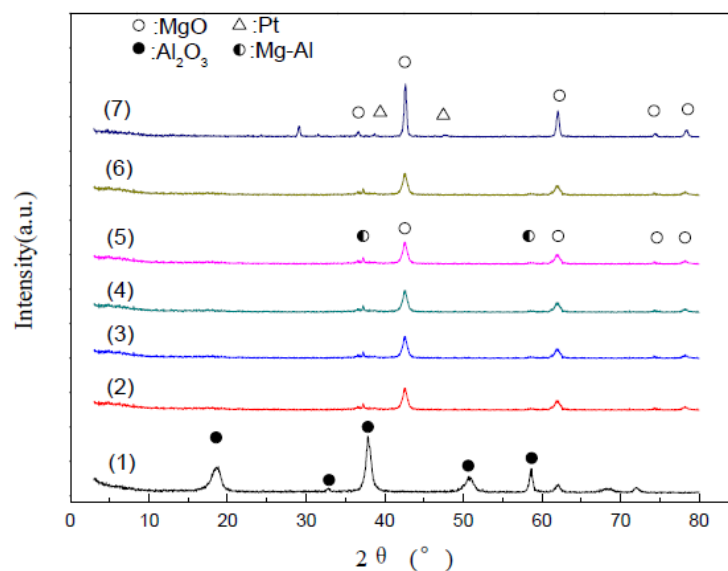 ○ :MgO △ :Pt
● :Al₂O₃ ◐ :Mg-Al
(7)
(6)
(5)
(4)
(3)
(2)
(1)
Intensity(a.u.)
0 10 20 30 40 50 60 70 80
2 θ (°)